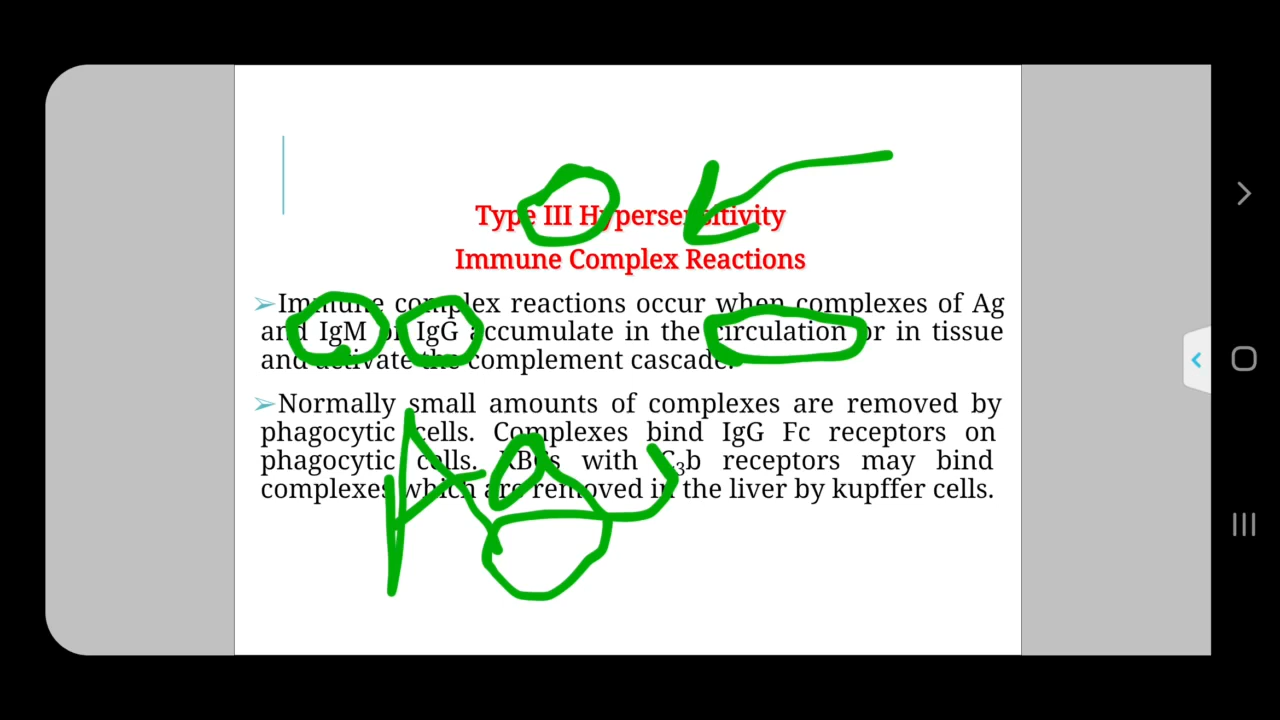 Type III Hypersensitivity
Immune Complex Reactions
➢Immune complex reactions occur when complexes of Ag
and IgM or IgG accumulate in the circulation or in tissue
and activate the complement cascade.
➢Normally small amounts of complexes are removed by
phagocytic cells. Complexes bind IgG Fc receptors on
phagocytic cells. RBCs with C₃b receptors may bind
complexes which are removed in the liver by kupffer cells.
Ag